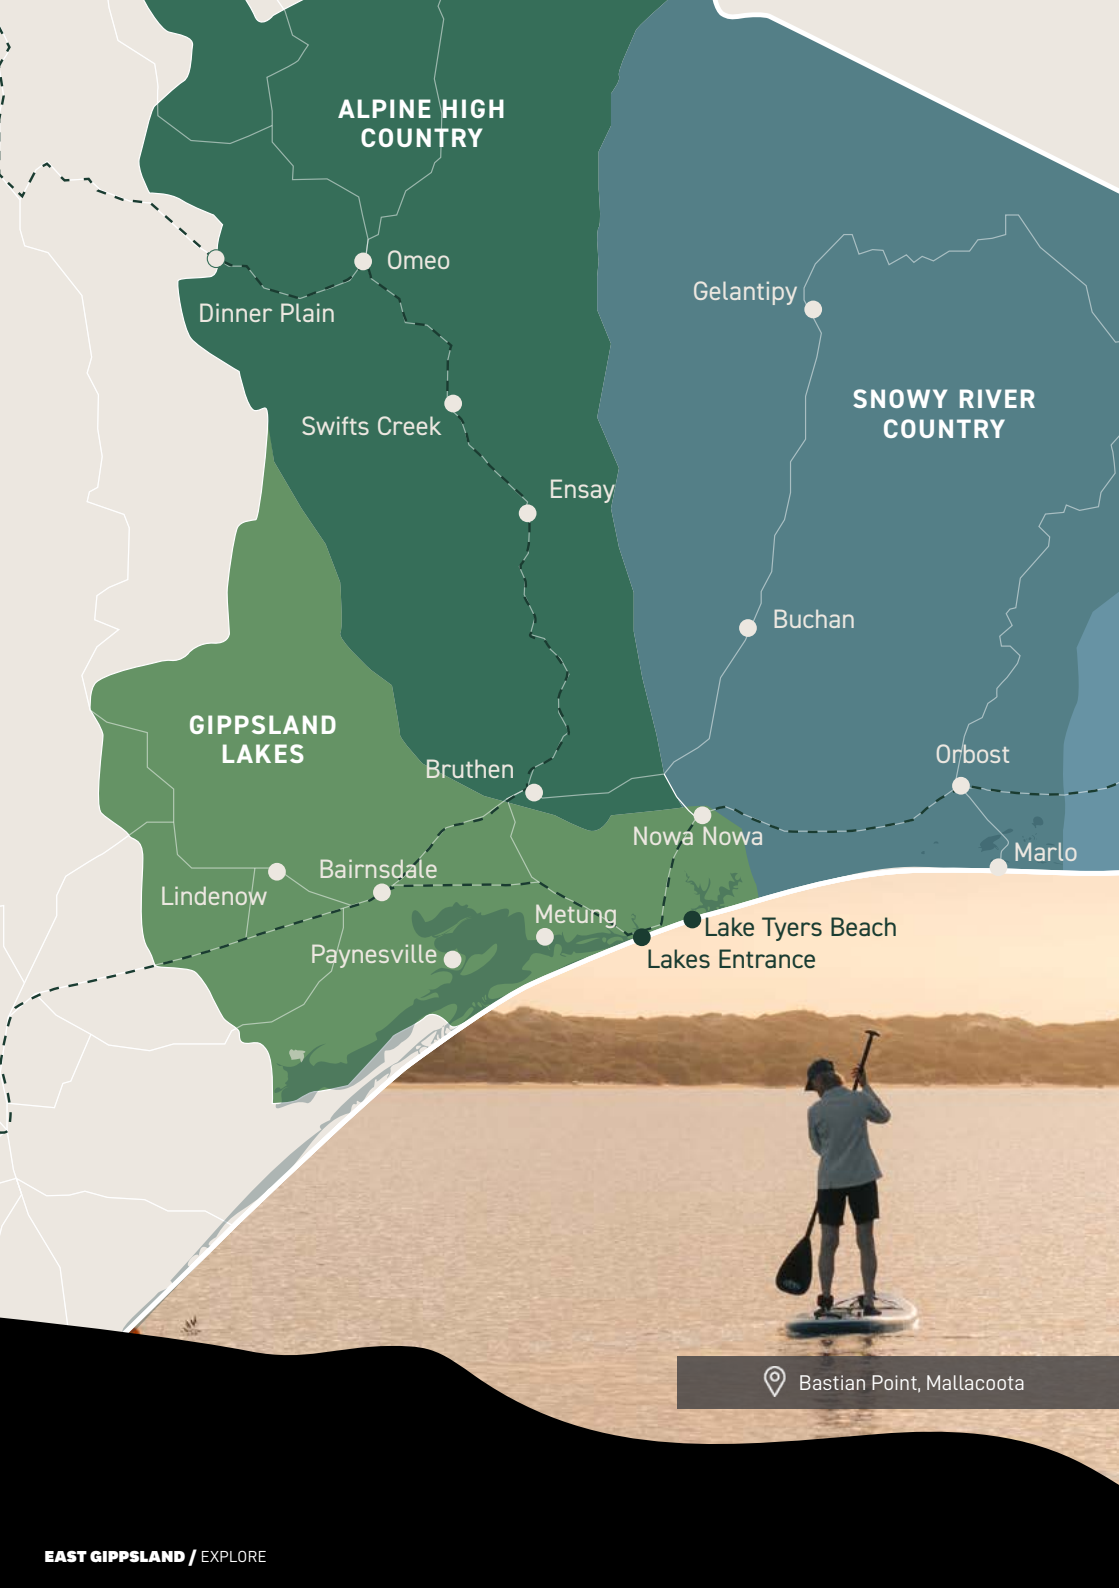 ALPINE HIGH
COUNTRY
Omeo
Gelantipy
Dinner Plain
SNOWY RIVER
COUNTRY
Swifts Creek
Ensay
Buchan
GIPPSLAND
LAKES
Orbost
Bruthen
Nowa Nowa
Marlo
Bairnsdale
Lindenow
Metung
Lake Tyers Beach
Paynesville
Lakes Entrance
Bastian Point, Mallacoota
EAST GIPPSLAND / EXPLORE